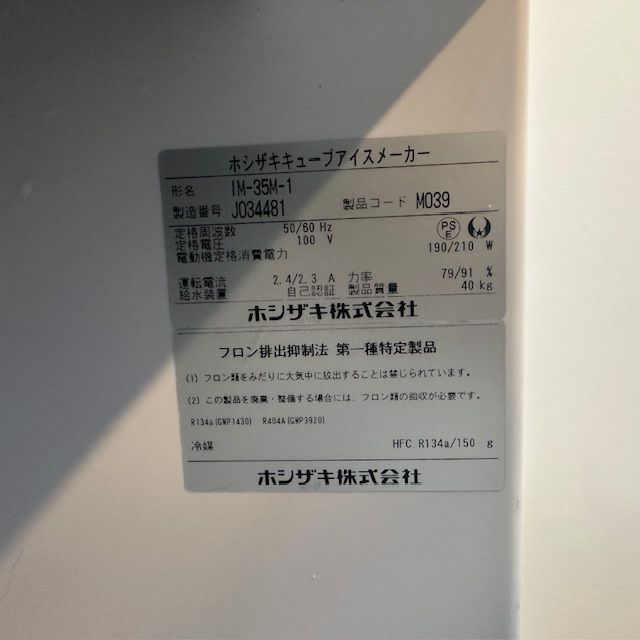 ホシザキキューブアイスメーカー
形名 IM-35M-1
製造番号 J034481 製品コード M039
定格周波数 50/60 Hz
定格電圧 100 V
PSE
電動機定格消費電力 190/210 W
運転電流 2.4/2.3 A 力率 79/91 %
給水装置 自己認証 製品質量 40 kg
ホシザキ株式会社
フロン排出抑制法 第一種特定製品
(1) フロン類をみだりに大気中に放出することは禁じられています。
(2) この製品を廃棄・整備する場合には、フロン類の回収が必要です。
R134a(GWP1430) R404A(GWP3920)
冷媒 HFC R134a/150 g
ホシザキ株式会社